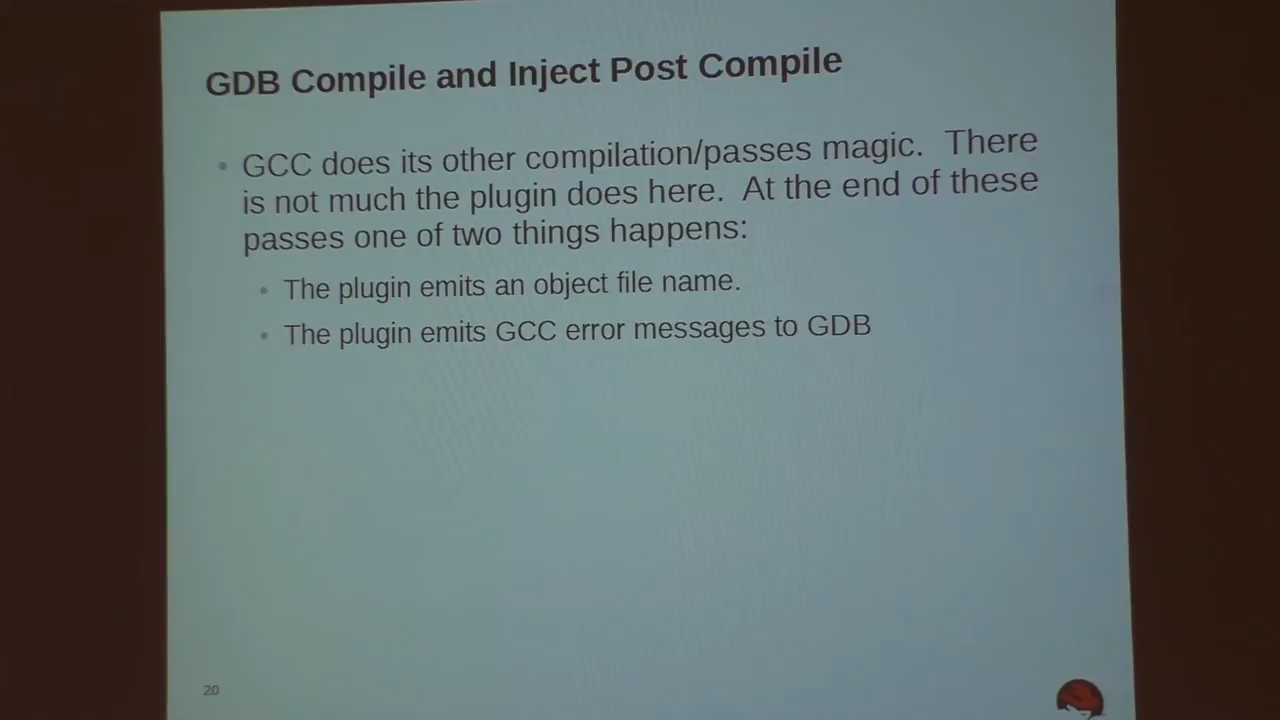 GDB Compile and Inject Post Compile
• GCC does its other compilation/passes magic.  There
is not much the plugin does here.  At the end of these
passes one of two things happens:
• The plugin emits an object file name.
• The plugin emits GCC error messages to GDB
20